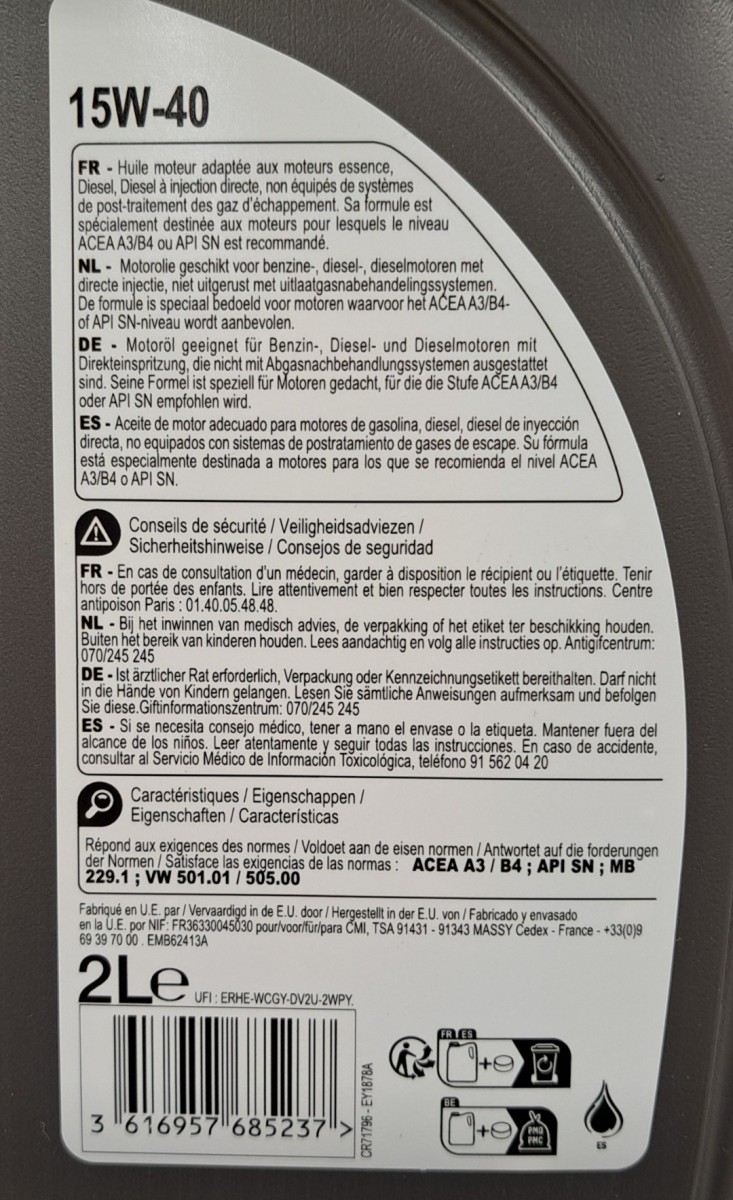 15W-40
FR - Huile moteur adaptée aux moteurs essence,
Diesel, Diesel à injection directe, non équipés de systèmes
de post-traitement des gaz d'échappement. Sa formule est
spécialement destinée aux moteurs pour lesquels le niveau
ACEA A3/B4 ou API SN est recommandé.
NL - Motorolie geschikt voor benzine-, diesel-, dieselmotoren met
directe injectie, niet uitgerust met uitlaatgasnabehandelingssystemen.
De formule is speciaal bedoeld voor motoren waarvoor het ACEA A3/B4-
of API SN-niveau wordt aanbevolen.
DE - Motoröl geeignet für Benzin-, Diesel- und Dieselmotoren mit
Direkteinspritzung, die nicht mit Abgasnachbehandlungssystemen ausgestattet
sind. Seine Formel ist speziell für Motoren gedacht, für die die Stufe ACEA A3/B4
oder API SN empfohlen wird.
ES - Aceite de motor adecuado para motores de gasolina, diesel, diesel de inyección
directa, no equipados con sistemas de postratamiento de gases de escape. Su fórmula
está especialmente destinada a motores para los que se recomienda el nivel ACEA
A3/B4 o API SN.
Conseils de sécurité / Veiligheidsadviezen /
Sicherheitshinweise / Consejos de seguridad
FR - En cas de consultation d'un médecin, garder à disposition le récipient ou l'étiquette. Tenir
hors de portée des enfants. Lire attentivement et bien respecter toutes les instructions. Centre
antipoison Paris : 01.40.05.48.48.
NL - Bij het inwinnen van medisch advies, de verpakking of het etiket ter beschikking houden.
Buiten het bereik van kinderen houden. Lees aandachtig en volg alle instructies op. Antigifcentrum:
070/245 245
DE - Ist ärztlicher Rat erforderlich, Verpackung oder Kennzeichnungsetikett bereithalten. Darf nicht
in die Hände von Kindern gelangen. Lesen Sie sämtliche Anweisungen aufmerksam und befolgen
Sie diese.Giftinformationszentrum: 070/245 245
ES - Si se necesita consejo médico, tener a mano el envase o la etiqueta. Mantener fuera del
alcance de los niños. Leer atentamente y seguir todas las instrucciones. En caso de accidente,
consultar al Servicio Médico de Información Toxicológica, teléfono 91 562 04 20
Caractéristiques / Eigenschappen /
Eigenschaften / Características
Répond aux exigences des normes / Voldoet aan de eisen normen / Antwortet auf die forderungen
der Normen / Satisface las exigencias de las normas : ACEA A3 / B4 ; API SN ; MB
229.1 ; VW 501.01 / 505.00
Fabriqué en U.E. par / Vervaardigd in de E.U. door / Hergestellt in der E.U. von / Fabricado y envasado
en la U.E. por NIF: FR36330045030 pour/voor/für/para CMI, TSA 91431 - 91343 MASSY Cedex - France - +33(0)9
69 39 70 00 . EMB62413A
2Le UFI : ERHE-WCGY-DV2U-2WPY.
3 616957 685237 >
CR71796 - EY1878A
FR ES
+
BE
+
PMD
PMC
ES